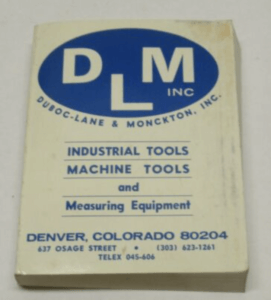 DLM
INC
DUBOC-LANE & MONCKTON, INC.
INDUSTRIAL TOOLS
MACHINE TOOLS
and
Measuring Equipment
DENVER, COLORADO 80204
637 OSAGE STREET • (303) 623-1261
TELEX 045-606